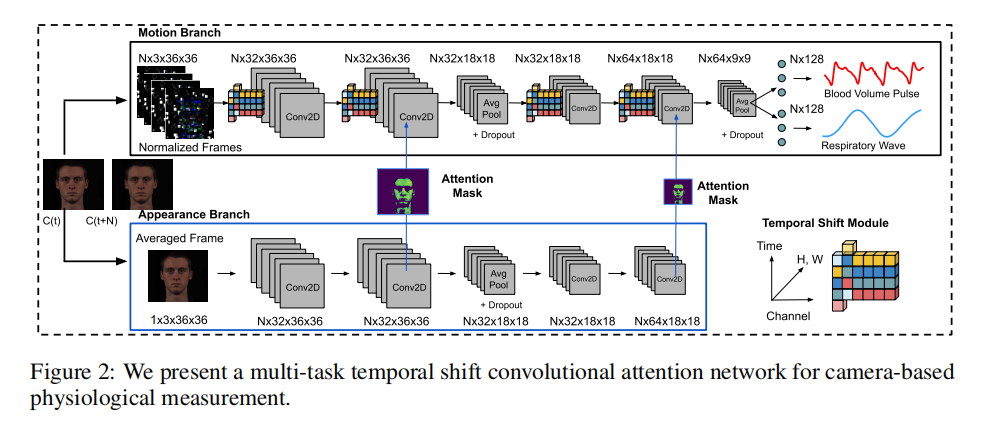 Motion Branch
Nx3x36x36 Nx32x36x36 Nx32x36x36 Nx32x18x18 Nx32x18x18 Nx64x18x18 Nx64x9x9
Conv2D Conv2D Avg Pool Conv2D Conv2D Avg Pool
+ Dropout + Dropout
Nx128
Blood Volume Pulse
Nx128
Respiratory Wave
Normalized Frames
C(t) C(t+N)
Attention
Mask
Attention
Mask
Appearance Branch
Averaged Frame
Conv2D Conv2D Avg Pool Conv2D Conv2D
+ Dropout
1x3x36x36 Nx32x36x36 Nx32x36x36 Nx32x18x18 Nx32x18x18 Nx64x18x18
Temporal Shift Module
Time
H, W
Channel
Figure 2: We present a multi-task temporal shift convolutional attention network for camera-based
physiological measurement.